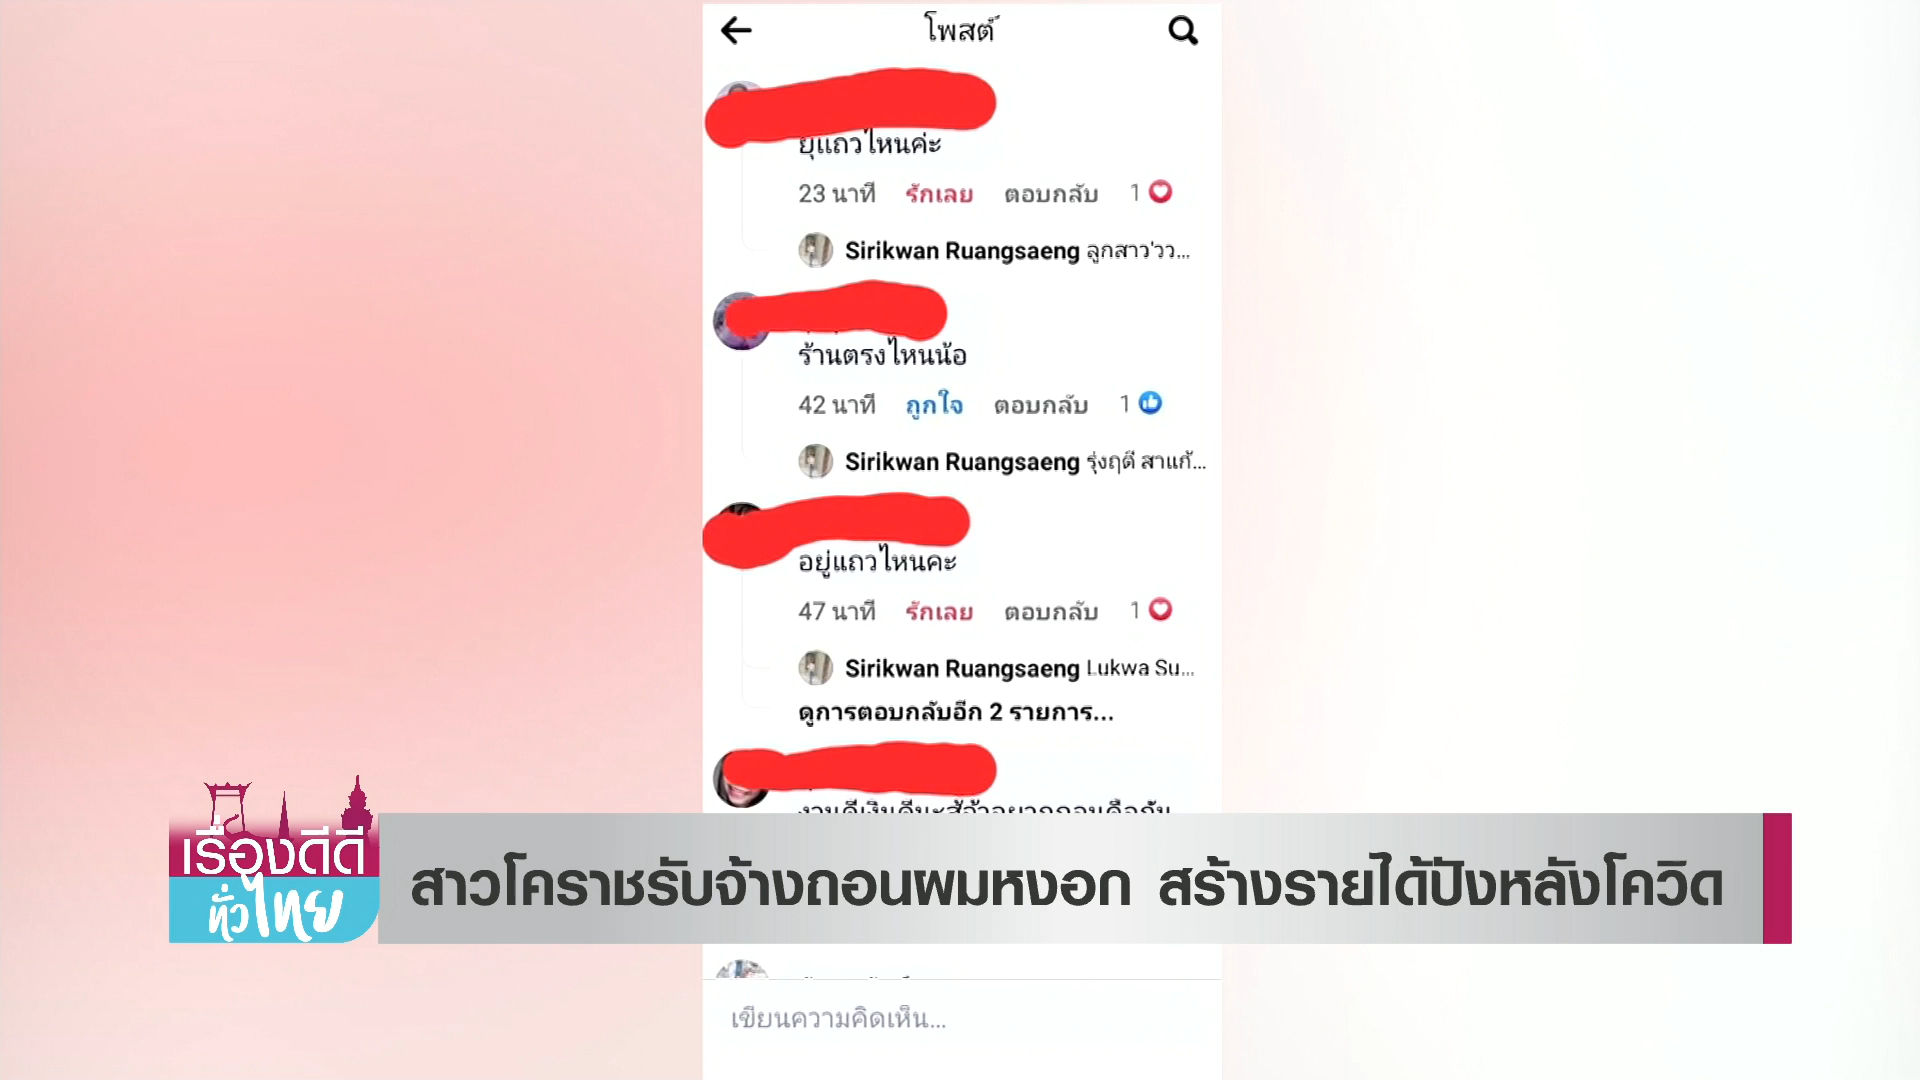 โพสต์
ยุแถวไหนค่ะ
23 นาที รักเลย ตอบกลับ 1
Sirikwan Ruangsaeng ลูกสาว'วว...
ร้านตรงไหนน้อ
42 นาที ถูกใจ ตอบกลับ 1
Sirikwan Ruangsaeng รุ่งฤตี สาแก้...
อยู่แถวไหนคะ
47 นาที รักเลย ตอบกลับ 1
Sirikwan Ruangsaeng Lukwa Su...
ดูการตอบกลับอีก 2 รายการ...
เรื่องดีดี
ทั่วไทย
สาวโคราชรับจ้างถอนผมหงอก สร้างรายได้ปังหลังโควิด
เขียนความคิดเห็น...